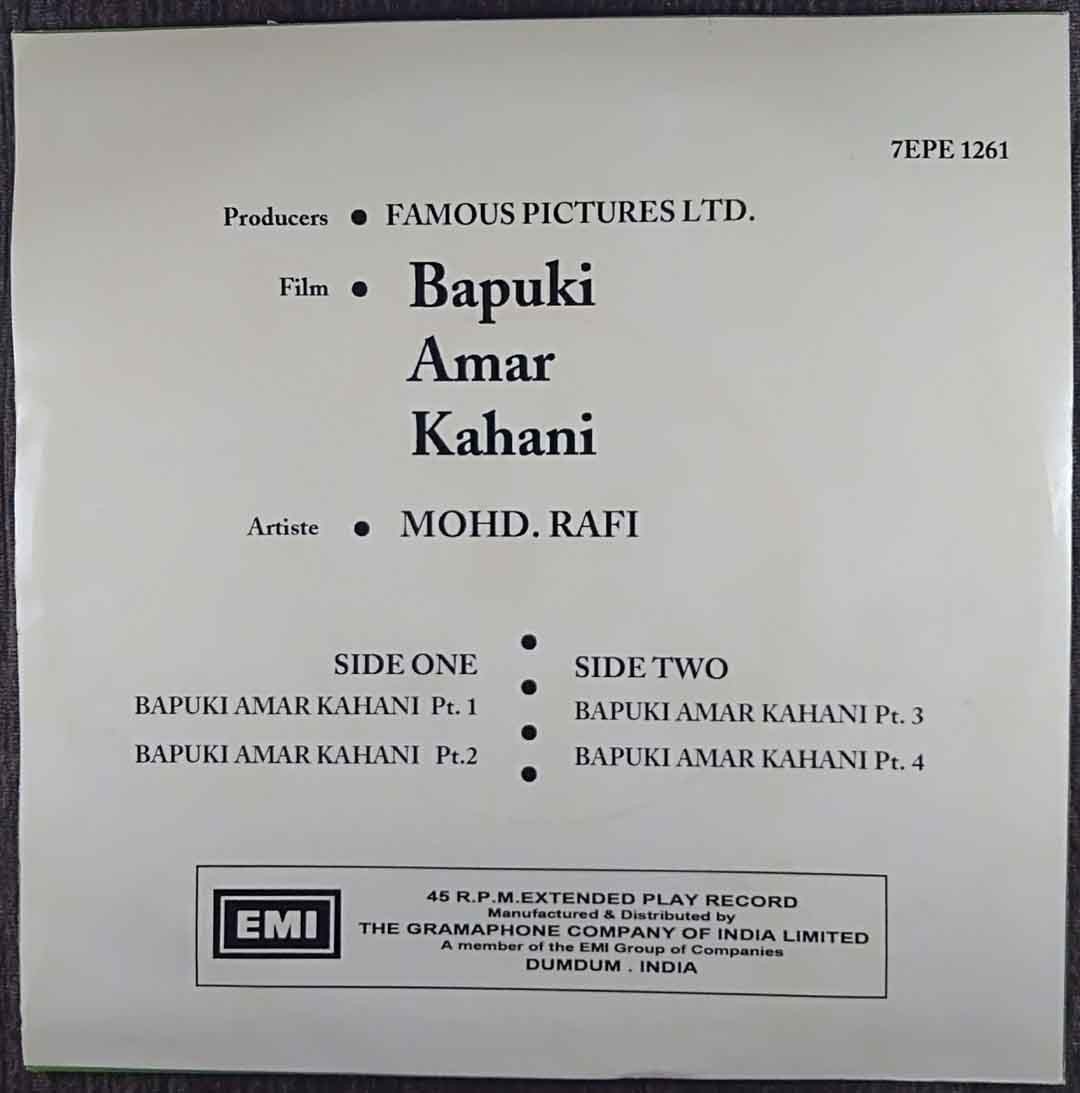 7EPE 1261
Producers • FAMOUS PICTURES LTD.
Film • Bapuki
Amar
Kahani
Artiste • MOHD. RAFI
SIDE ONE
BAPUKI AMAR KAHANI Pt. 1
BAPUKI AMAR KAHANI Pt.2
SIDE TWO
BAPUKI AMAR KAHANI Pt. 3
BAPUKI AMAR KAHANI Pt. 4
EMI
45 R.P.M.EXTENDED PLAY RECORD
Manufactured & Distributed by
THE GRAMAPHONE COMPANY OF INDIA LIMITED
A member of the EMI Group of Companies
DUMDUM . INDIA